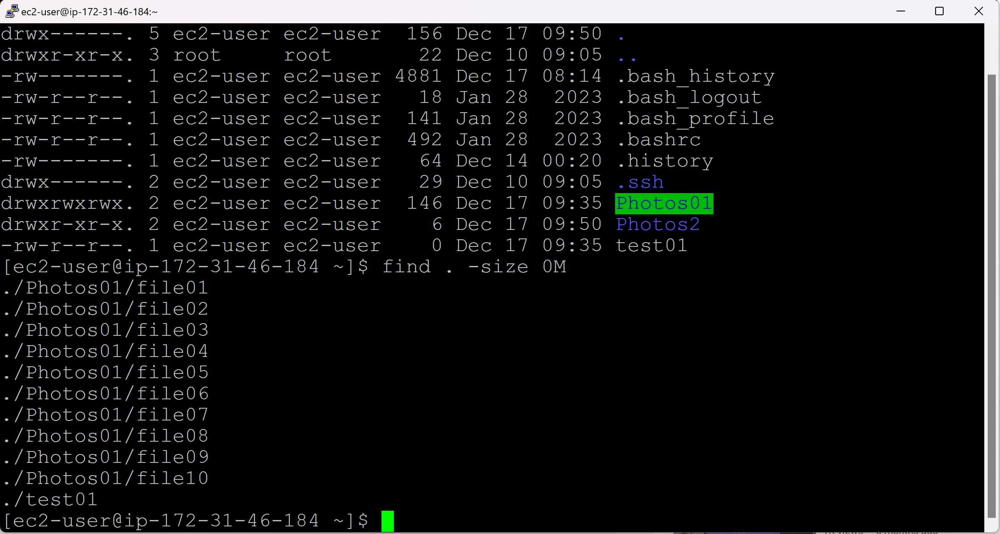 ec2-user@ip-172-31-46-184:~
drwx------. 5 ec2-user ec2-user  156 Dec 17 09:50 .
drwxr-xr-x. 3 root     root       22 Dec 10 09:05 ..
-rw-------. 1 ec2-user ec2-user 4881 Dec 17 08:14 .bash_history
-rw-r--r--. 1 ec2-user ec2-user   18 Jan 28  2023 .bash_logout
-rw-r--r--. 1 ec2-user ec2-user  141 Jan 28  2023 .bash_profile
-rw-r--r--. 1 ec2-user ec2-user  492 Jan 28  2023 .bashrc
-rw-------. 1 ec2-user ec2-user   64 Dec 14 00:20 .history
drwx------. 2 ec2-user ec2-user   29 Dec 10 09:05 .ssh
drwxrwxrwx. 2 ec2-user ec2-user  146 Dec 17 09:35 Photos01
drwxr-xr-x. 2 ec2-user ec2-user    6 Dec 17 09:50 Photos2
-rw-r--r--. 1 ec2-user ec2-user    0 Dec 17 09:35 test01
[ec2-user@ip-172-31-46-184 ~]$ find . -size 0M
./Photos01/file01
./Photos01/file02
./Photos01/file03
./Photos01/file04
./Photos01/file05
./Photos01/file06
./Photos01/file07
./Photos01/file08
./Photos01/file09
./Photos01/file10
./test01
[ec2-user@ip-172-31-46-184 ~]$